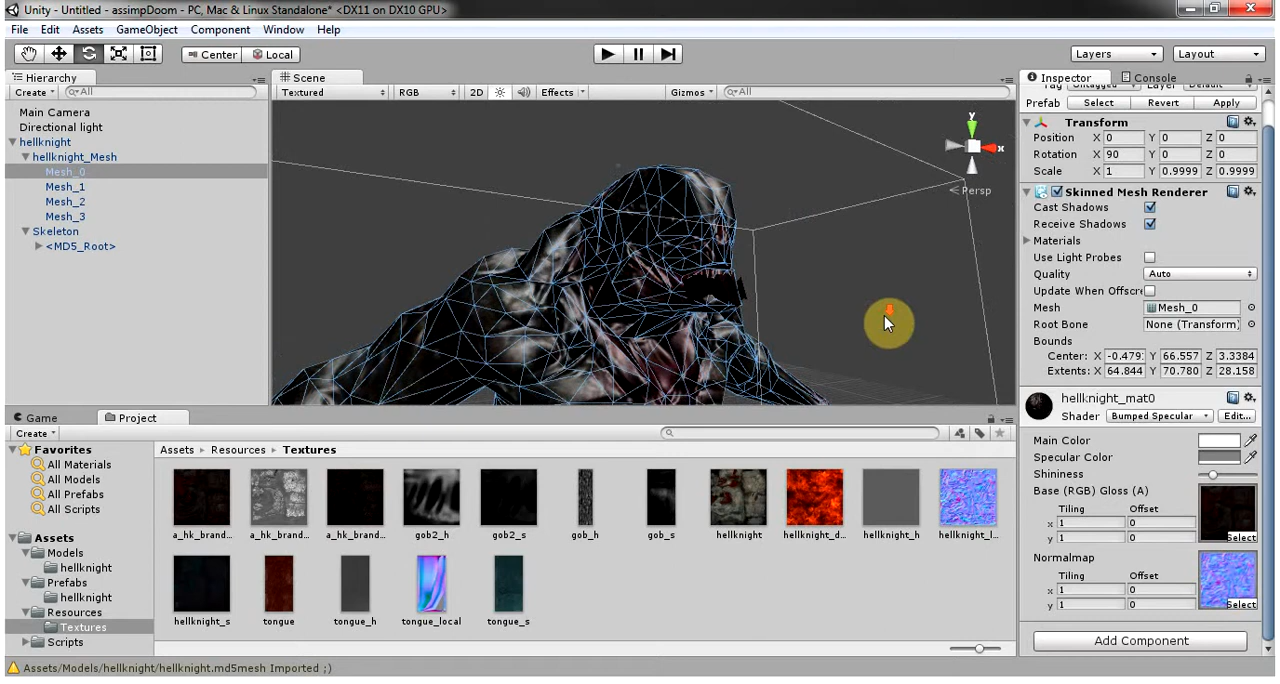 Unity - Untitled - assimpDoom - PC, Mac & Linux Standalone* <DX11 on DX10 GPU>
File Edit Assets GameObject Component Window Help
Center Local Layers Layout
Hierarchy
Create All
Main Camera
Directional light
hellknight
hellknight_Mesh
Mesh_0
Mesh_1
Mesh_2
Mesh_3
Skeleton
<MD5_Root>
Scene
Textured RGB 2D Effects Gizmos All
y
x
Persp
Inspector Console
Tag Untagged Layer Default
Prefab Select Revert Apply
Transform
Position X 0 Y 0 Z 0
Rotation X 90 Y 0 Z 0
Scale X 1 Y 0.9999 Z 0.9999
Skinned Mesh Renderer
Cast Shadows
Receive Shadows
Materials
Use Light Probes
Quality Auto
Update When Offscre
Mesh Mesh_0
Root Bone None (Transform)
Bounds
Center: X -0.479 Y 66.557 Z 3.3384
Extents: X 64.844 Y 70.780 Z 28.158
hellknight_mat0
Shader Bumped Specular Edit...
Main Color
Specular Color
Shininess
Base (RGB) Gloss (A)
Tiling Offset
x 1 0
y 1 0
Select
Normalmap
Tiling Offset
x 1 0
y 1 0
Select
Add Component
Game Project
Create
Favorites
All Materials
All Models
All Prefabs
All Scripts
Assets
Models
hellknight
Prefabs
hellknight
Resources
Textures
Scripts
Assets Resources Textures
a_hk_brand... a_hk_brand... a_hk_brand... gob2_h gob2_s gob_h gob_s hellknight hellknight_d... hellknight_h hellknight_l...
hellknight_s tongue tongue_h tongue_local tongue_s
Assets/Models/hellknight/hellknight.md5mesh Imported ;)